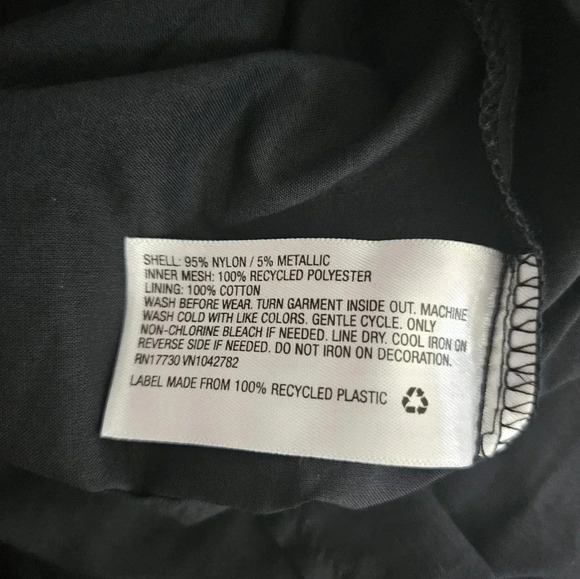 SHELL: 95% NYLON / 5% METALLIC
INNER MESH: 100% RECYCLED POLYESTER
LINING: 100% COTTON
WASH BEFORE WEAR. TURN GARMENT INSIDE OUT. MACHINE
WASH COLD WITH LIKE COLORS. GENTLE CYCLE. ONLY
NON-CHLORINE BLEACH IF NEEDED. LINE DRY. COOL IRON ON
REVERSE SIDE IF NEEDED. DO NOT IRON ON DECORATION.
RN17730 VN1042782
LABEL MADE FROM 100% RECYCLED PLASTIC